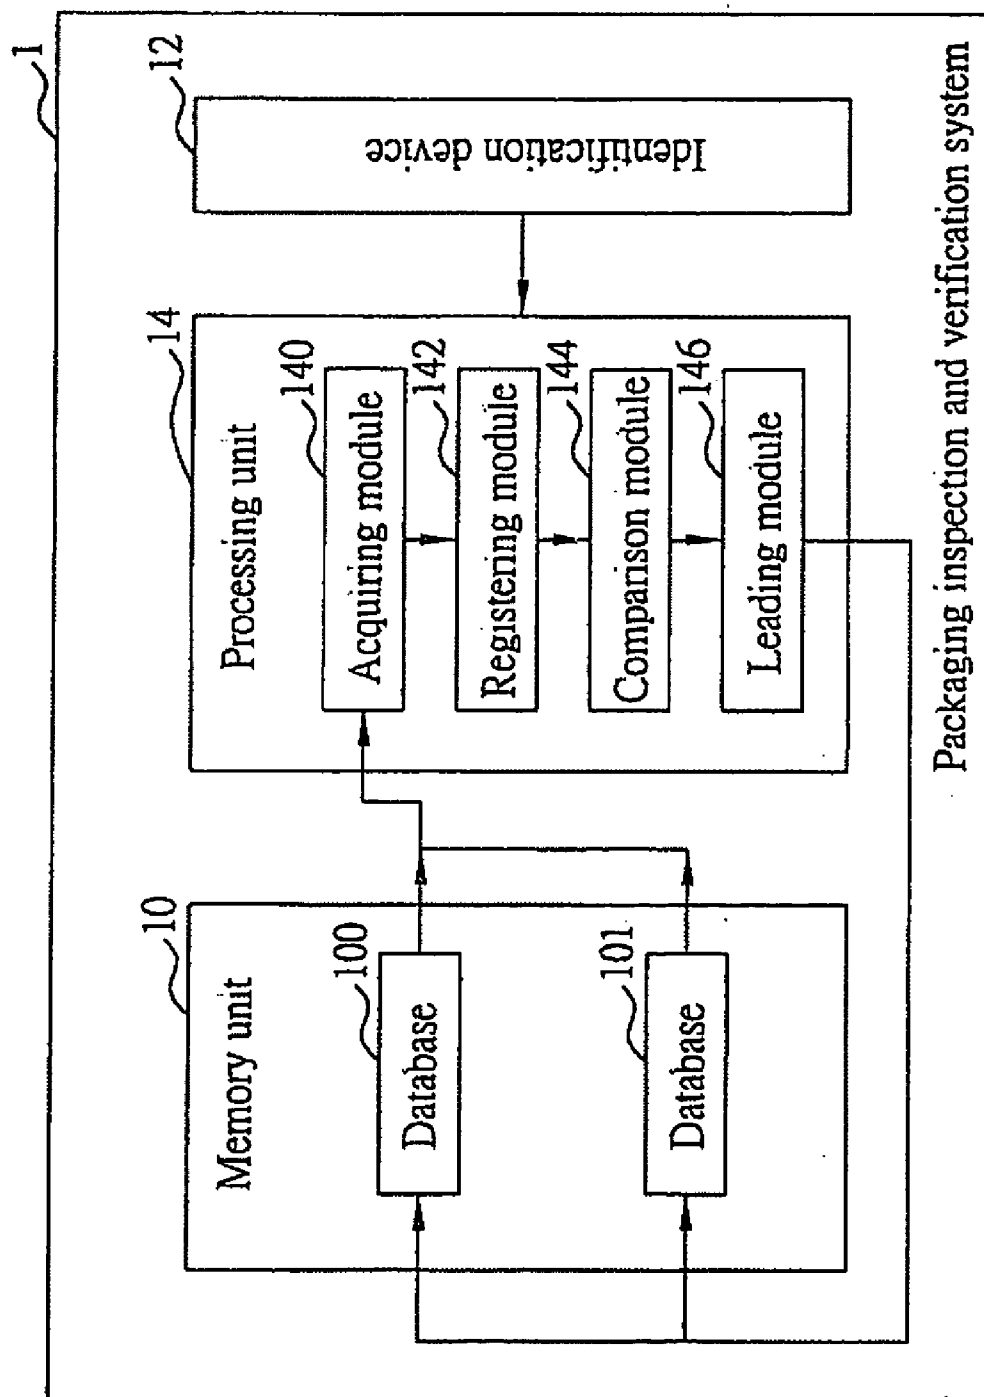 1
10
Memory unit
100
Database
101
Database
14
Processing unit
140
Acquiring module
142
Registering module
144
Comparison module
146
Leading module
12
Identification device
Packaging inspection and verification system